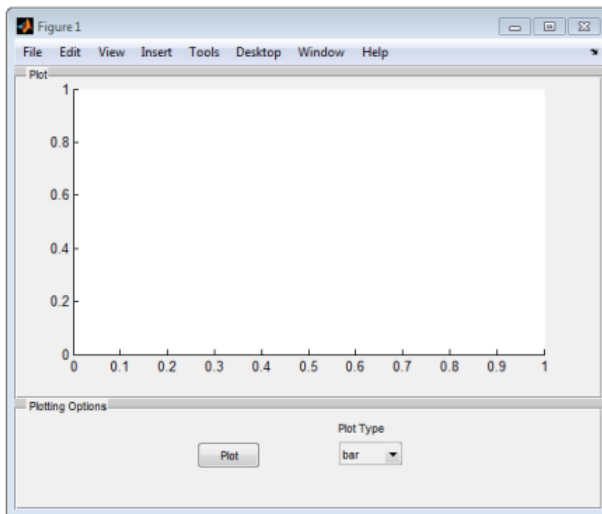 Figure 1
File Edit View Insert Tools Desktop Window Help
Plot
1
0.8
0.6
0.4
0.2
0
0 0.1 0.2 0.3 0.4 0.5 0.6 0.7 0.8 0.9 1
Plotting Options
Plot Type
Plot bar